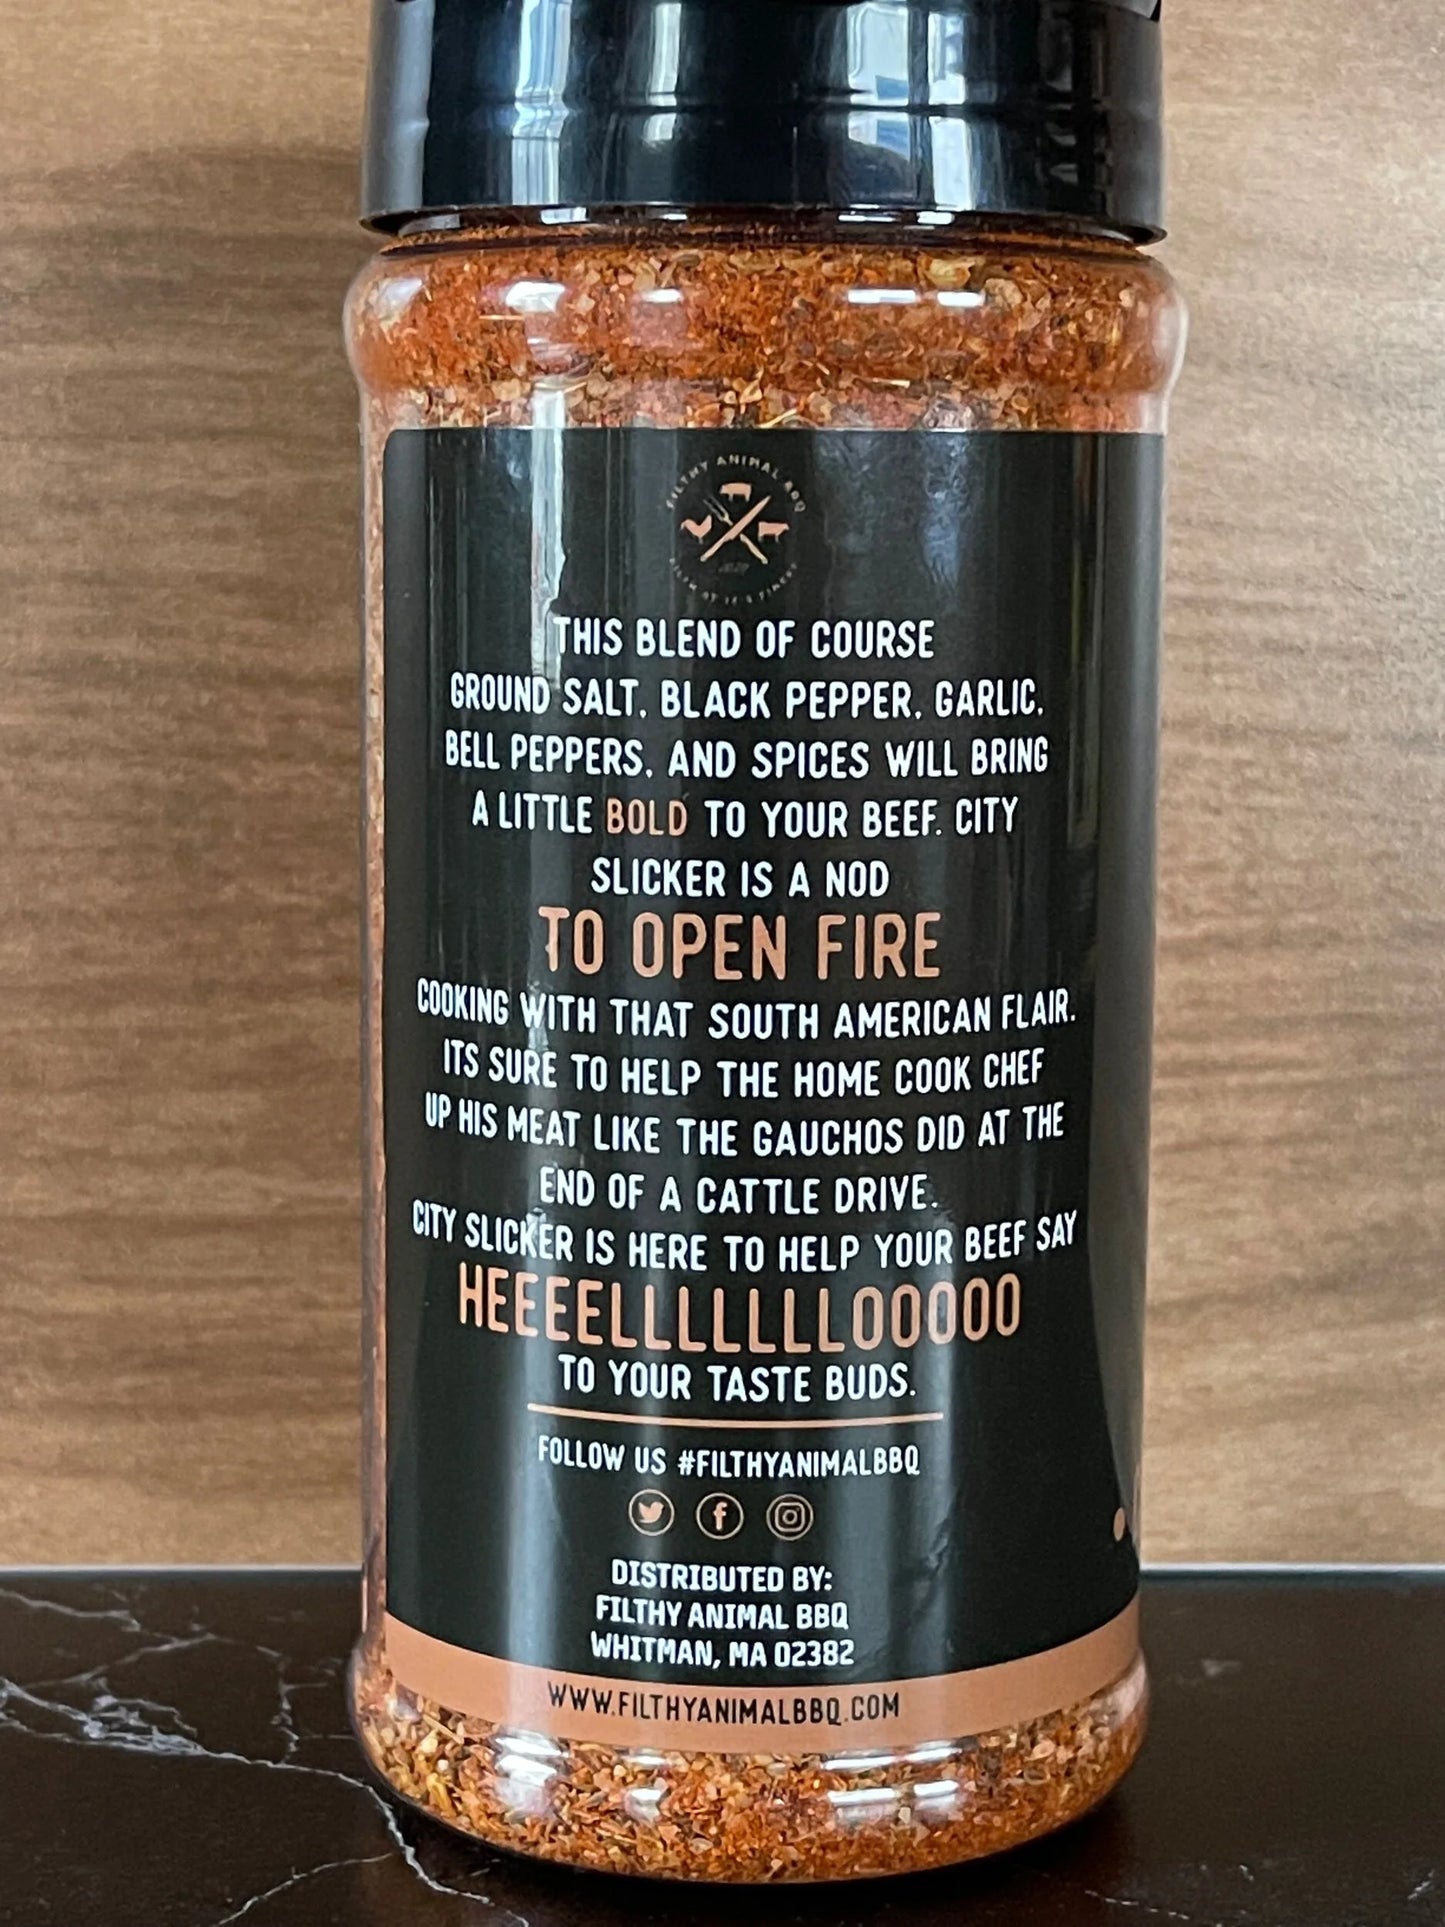 FILTHY ANIMAL BBQ
THIS BLEND OF COURSE
GROUND SALT, BLACK PEPPER, GARLIC,
BELL PEPPERS, AND SPICES WILL BRING
A LITTLE BOLD TO YOUR BEEF. CITY
SLICKER IS A NOD
TO OPEN FIRE
COOKING WITH THAT SOUTH AMERICAN FLAIR.
ITS SURE TO HELP THE HOME COOK CHEF
UP HIS MEAT LIKE THE GAUCHOS DID AT THE
END OF A CATTLE DRIVE.
CITY SLICKER IS HERE TO HELP YOUR BEEF SAY
HEEEELLLLLLLOOOOO
TO YOUR TASTE BUDS.
FOLLOW US #FILTHYANIMALBBQ
DISTRIBUTED BY:
FILTHY ANIMAL BBQ
WHITMAN, MA 02382
WWW.FILTHYANIMALBBQ.COM